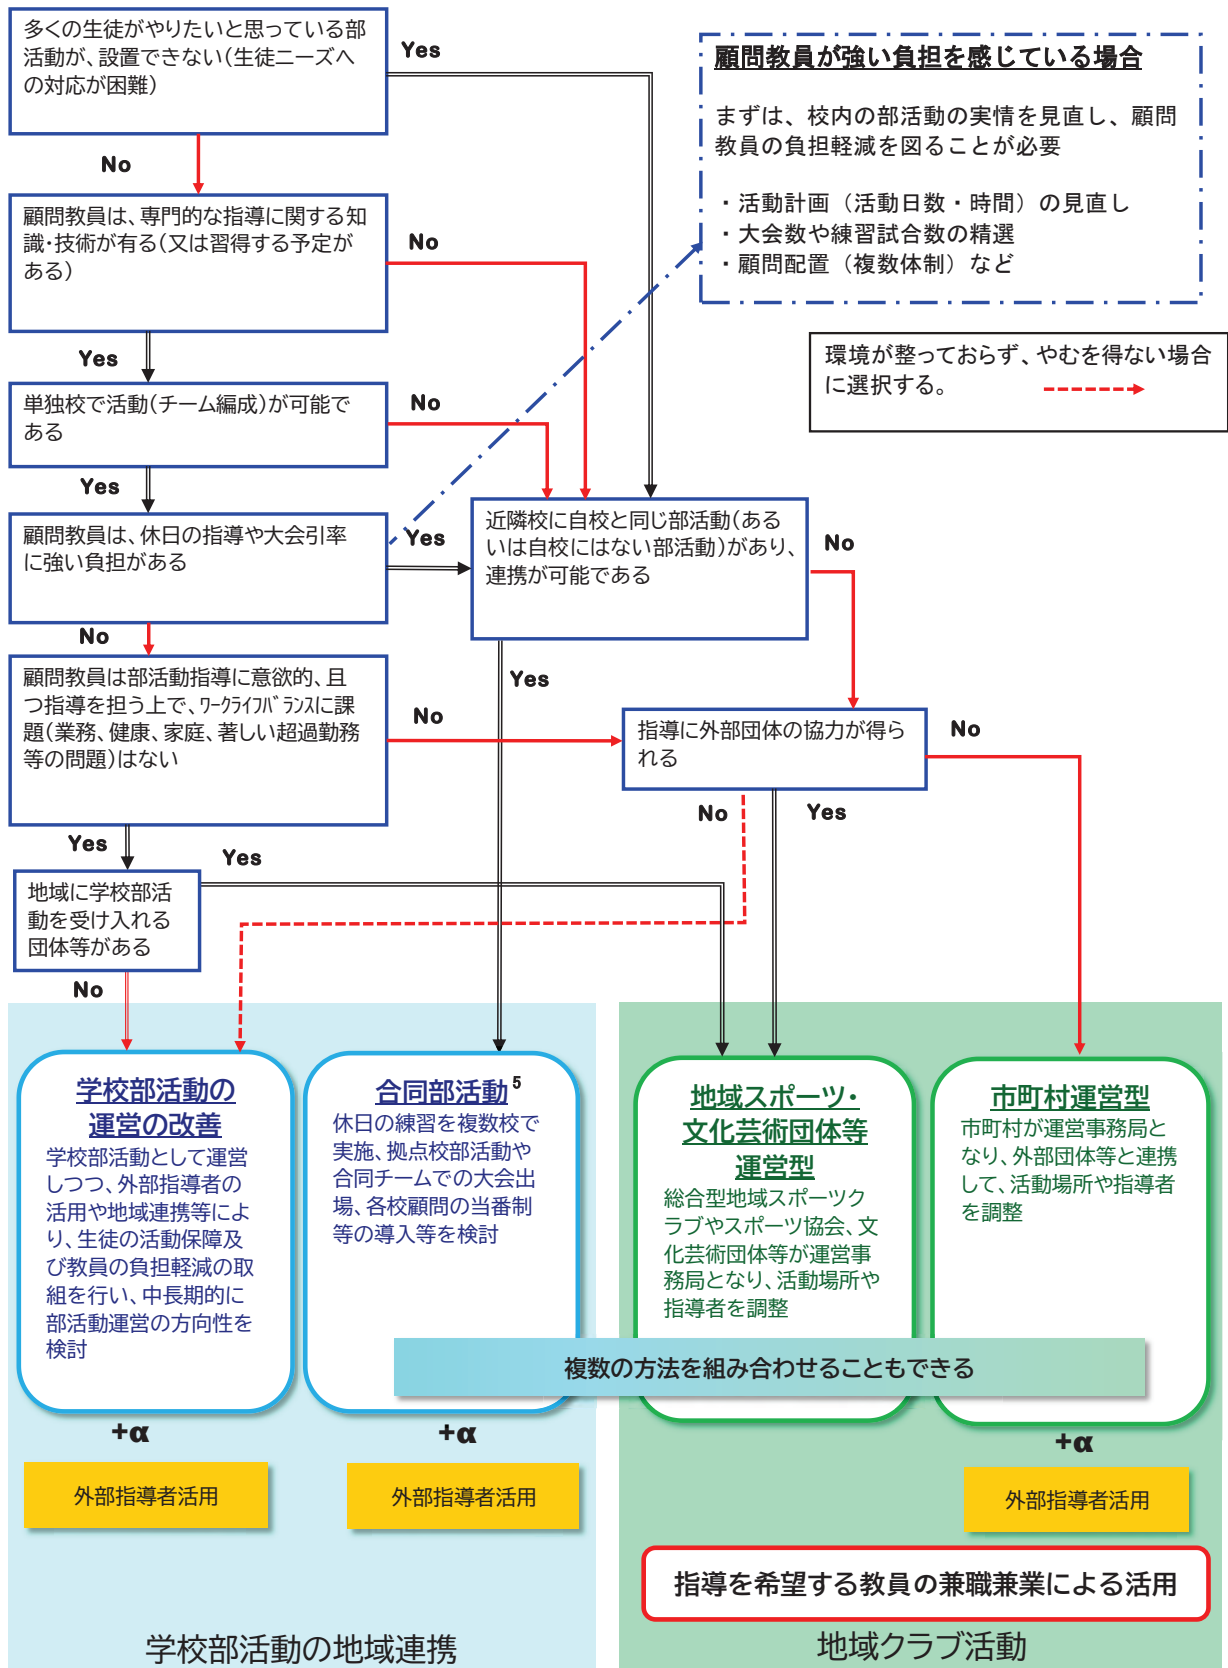 多くの生徒がやりたいと思っている部
活動が、設置できない(生徒ニーズへ
の対応が困難)
Yes
No
顧問教員が強い負担を感じている場合
まずは、校内の部活動の実情を見直し、顧問
教員の負担軽減を図ることが必要
・活動計画（活動日数・時間）の見直し
・大会数や練習試合数の精選
・顧問配置（複数体制）など
顧問教員は、専門的な指導に関する知
識・技術が有る(又は習得する予定が
ある)
No
Yes
環境が整っておらず、やむを得ない場合
に選択する。
単独校で活動(チーム編成)が可能で
ある
No
Yes
顧問教員は、休日の指導や大会引率
に強い負担がある
Yes
No
近隣校に自校と同じ部活動(ある
いは自校にはない部活動)があり、
連携が可能である
No
Yes
顧問教員は部活動指導に意欲的、且
つ指導を担う上で、ﾜｰｸﾗｲﾌﾊﾞﾗﾝｽに課
題(業務、健康、家庭、著しい超過勤務
等の問題)はない
No
Yes
指導に外部団体の協力が得ら
れる
No
No
Yes
地域に学校部活
動を受け入れる
団体等がある
Yes
No
学校部活動の
運営の改善
学校部活動として運営
しつつ、外部指導者の
活用や地域連携等によ
り、生徒の活動保障及
び教員の負担軽減の取
組を行い、中長期的に
部活動運営の方向性を
検討
合同部活動5
休日の練習を複数校で
実施、拠点校部活動や
合同チームでの大会出
場、各校顧問の当番制
等の導入等を検討
地域スポーツ・
文化芸術団体等
運営型
総合型地域スポーツク
ラブやスポーツ協会、文
化芸術団体等が運営事
務局となり、活動場所や
指導者を調整
市町村運営型
市町村が運営事務局と
なり、外部団体等と連携
して、活動場所や指導者
を調整
複数の方法を組み合わせることもできる
+α
外部指導者活用
+α
外部指導者活用
+α
外部指導者活用
指導を希望する教員の兼職兼業による活用
学校部活動の地域連携
地域クラブ活動